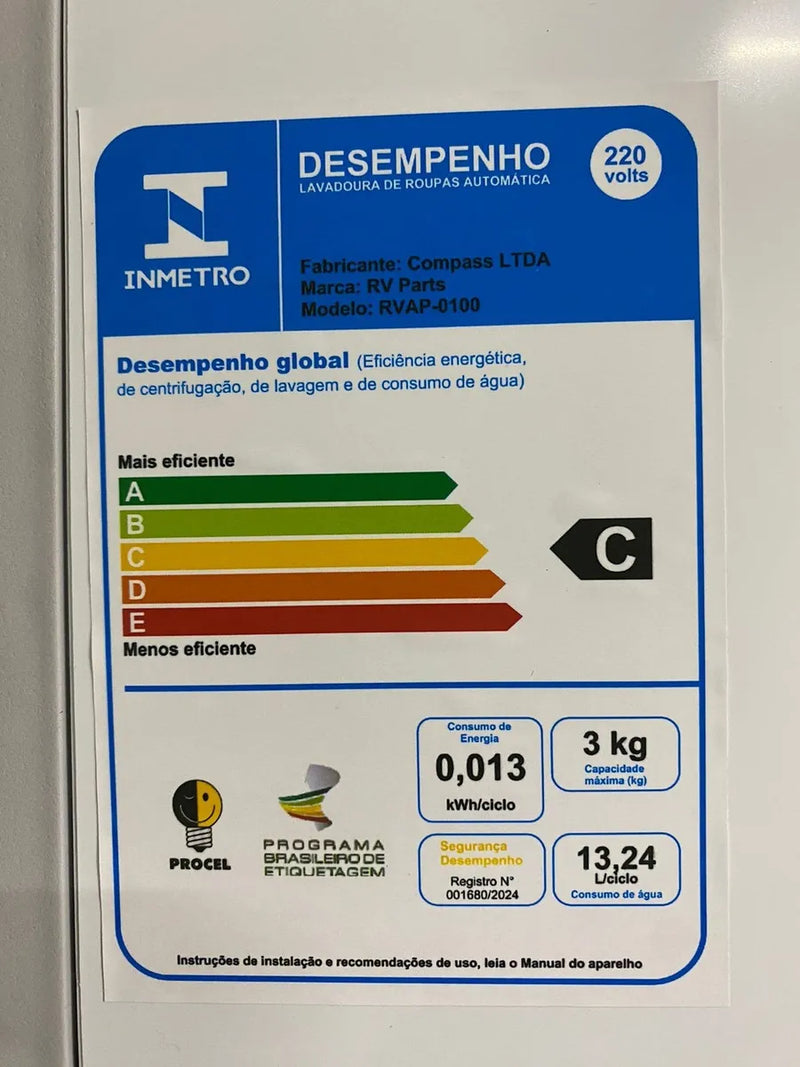 INMETRO
DESEMPENHO
LAVADOURA DE ROUPAS AUTOMÁTICA
220
volts
Fabricante: Compass LTDA
Marca: RV Parts
Modelo: RVAP-0100
Desempenho global (Eficiência energética,
de centrifugação, de lavagem e de consumo de água)
Mais eficiente
A
B
C
D
E
C
Menos eficiente
PROCEL
PROGRAMA
BRASILEIRO DE
ETIQUETAGEM
Consumo de
Energia
0,013
kWh/ciclo
3 kg
Capacidade
máxima (kg)
Segurança
Desempenho
Registro N°
001680/2024
13,24
L/ciclo
Consumo de água
Instruções de instalação e recomendações de uso, leia o Manual do aparelho